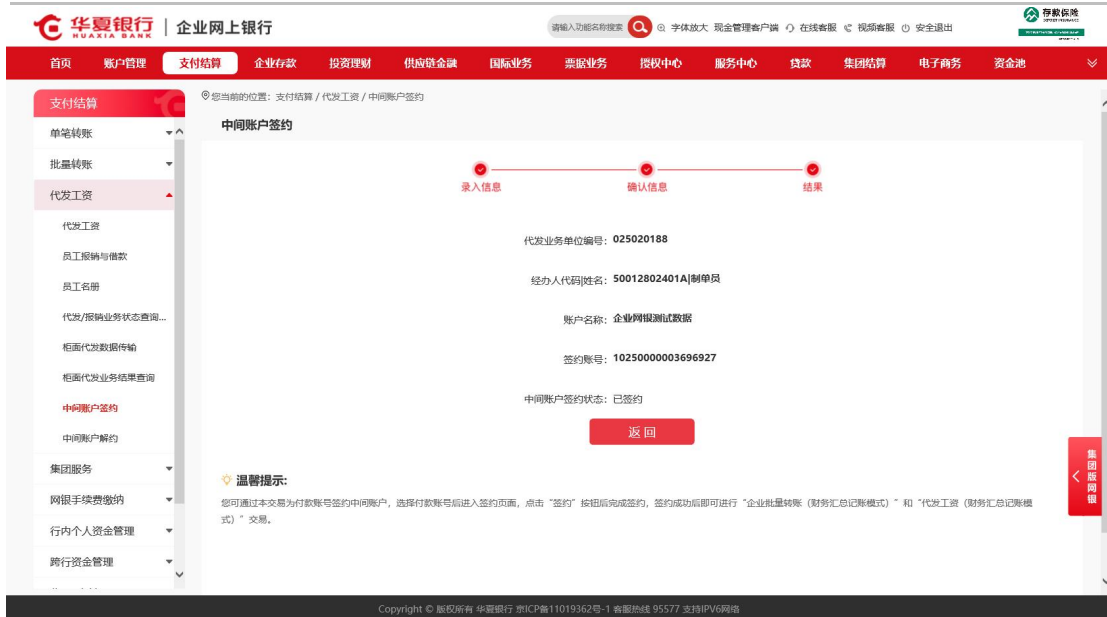 华夏银行
HUAXIA BANK
企业网上银行
请输入功能名称搜索
字体放大 现金管理客户端 在线客服 视频客服 安全退出
存款保险
首页 账户管理 支付结算 企业存款 投资理财 供应链金融 国际业务 票据业务 授权中心 服务中心 贷款 集团结算 电子商务 资金池
支付结算
您当前的位置：支付结算 / 代发工资 / 中间账户签约
中间账户签约
单笔转账
批量转账
代发工资
代发工资
员工报销与借款
员工名册
代发/报销业务状态查询...
柜面代发数据传输
柜面代发业务结果查询
中间账户签约
中间账户解约
集团服务
网银手续费缴纳
行内个人资金管理
跨行资金管理
录入信息 确认信息 结果
代发业务单位编号：025020188
经办人代码|姓名：50012802401A|制单员
账户名称：企业网银测试数据
签约账号：10250000003696927
中间账户签约状态：已签约
返回
温馨提示:
您可通过本交易为付款账号签约中间账户，选择付款账号后进入签约页面，点击“签约”按钮后完成签约，签约成功后即可进行“企业批量转账（财务汇总记账模式）”和“代发工资（财务汇总记账模
式）”交易。
集团版网银
Copyright © 版权所有 华夏银行 京ICP备11019362号-1 客服热线 95577 支持IPV6网络